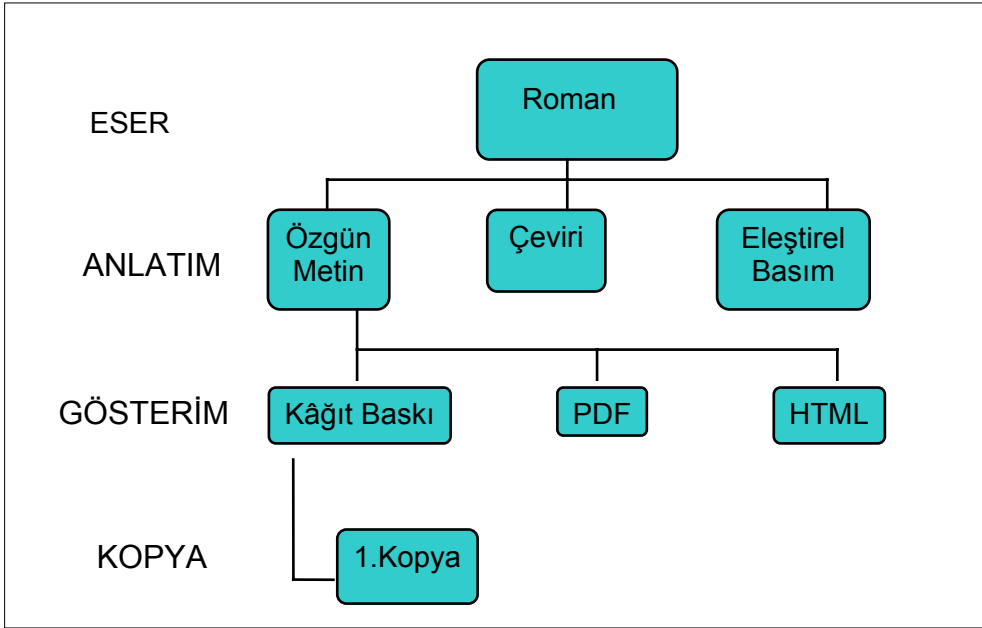 Roman
ESER
Özgün
Metin
Çeviri
Eleştirel
Basım
ANLATIM
GÖSTERİM
Kâğıt Baskı
PDF
HTML
KOPYA
1.Kopya